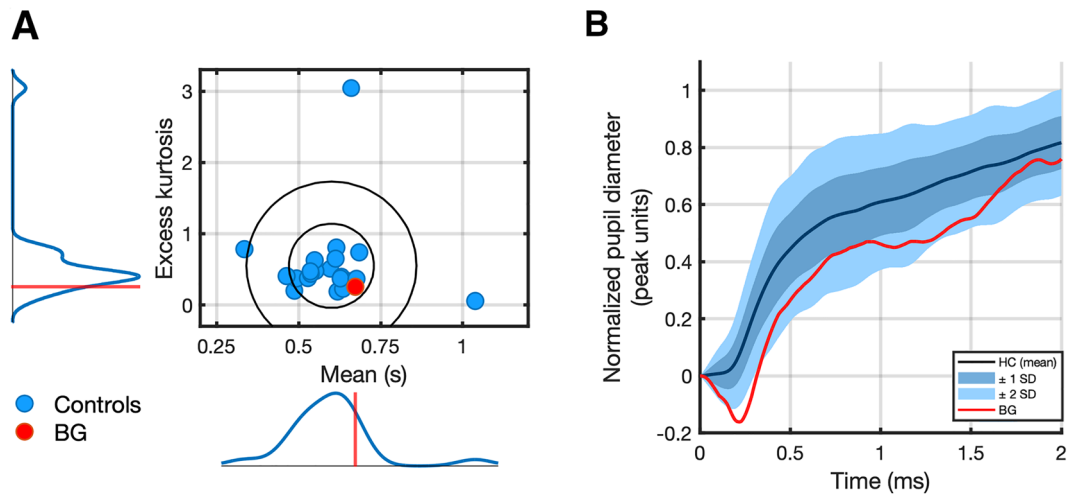 A
B
Excess kurtosis
3
2
1
0
0.25
0.5
0.75
1
Mean (s)
Controls
BG
Normalized pupil diameter
(peak units)
1
0.8
0.6
0.4
0.2
0
-0.2
0
0.5
1
1.5
2
Time (ms)
HC (mean)
± 1 SD
± 2 SD
BG